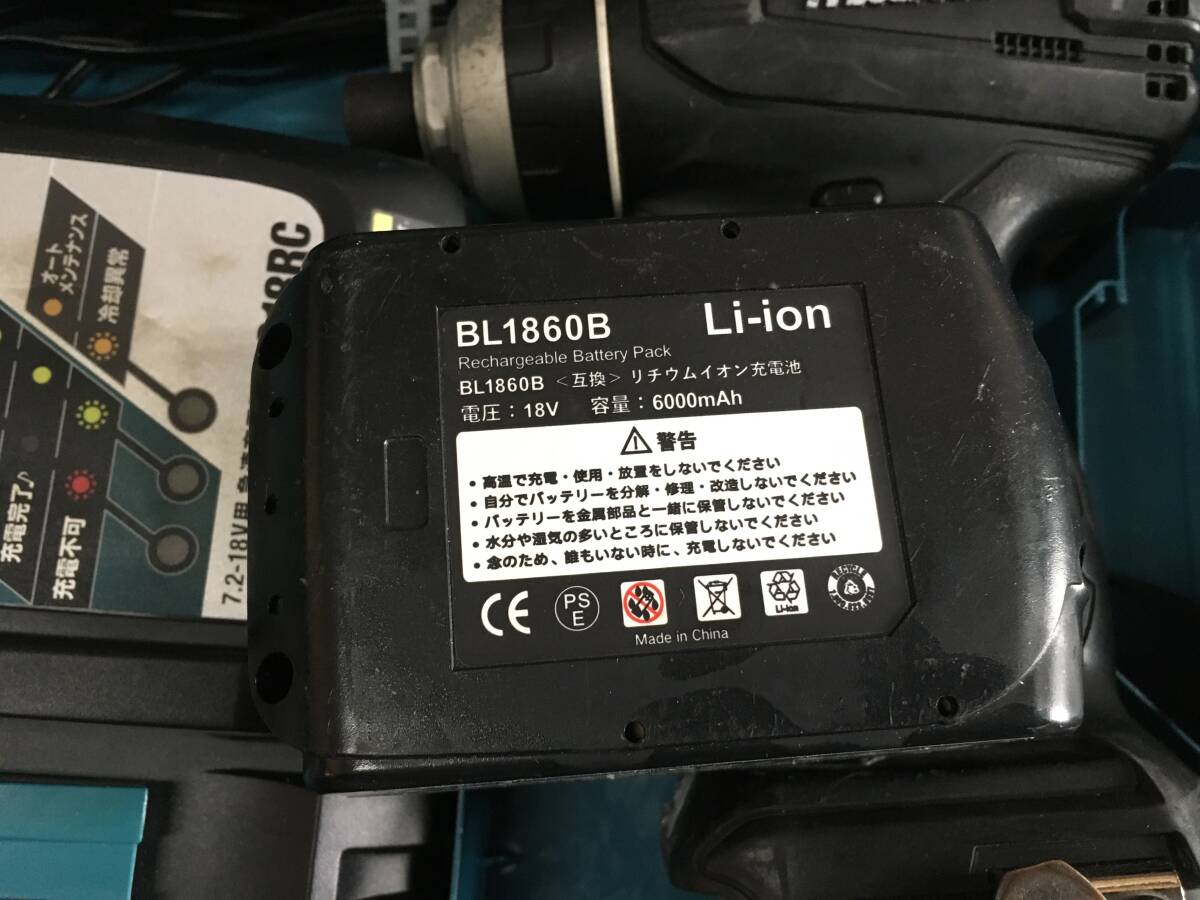 BL1860B
Li-ion
Rechargeable Battery Pack
BL1860B <互換> リチウムイオン充電池
電圧：18V 容量：6000mAh
警告
• 高温で充電・使用・放置をしないでください
• 自分でバッテリーを分解・修理・改造しないでください
• バッテリーを金属部品と一緒に保管しないでください
• 水分や湿気の多いところに保管しないでください
• 念のため、誰もいない時に、充電しないでください
CE
PS
E
Li-ion
RECYCLE
Made in China
オート
メンテナンス
冷却異常
18RC
充電完了♪
充電不可
7.2-18V用